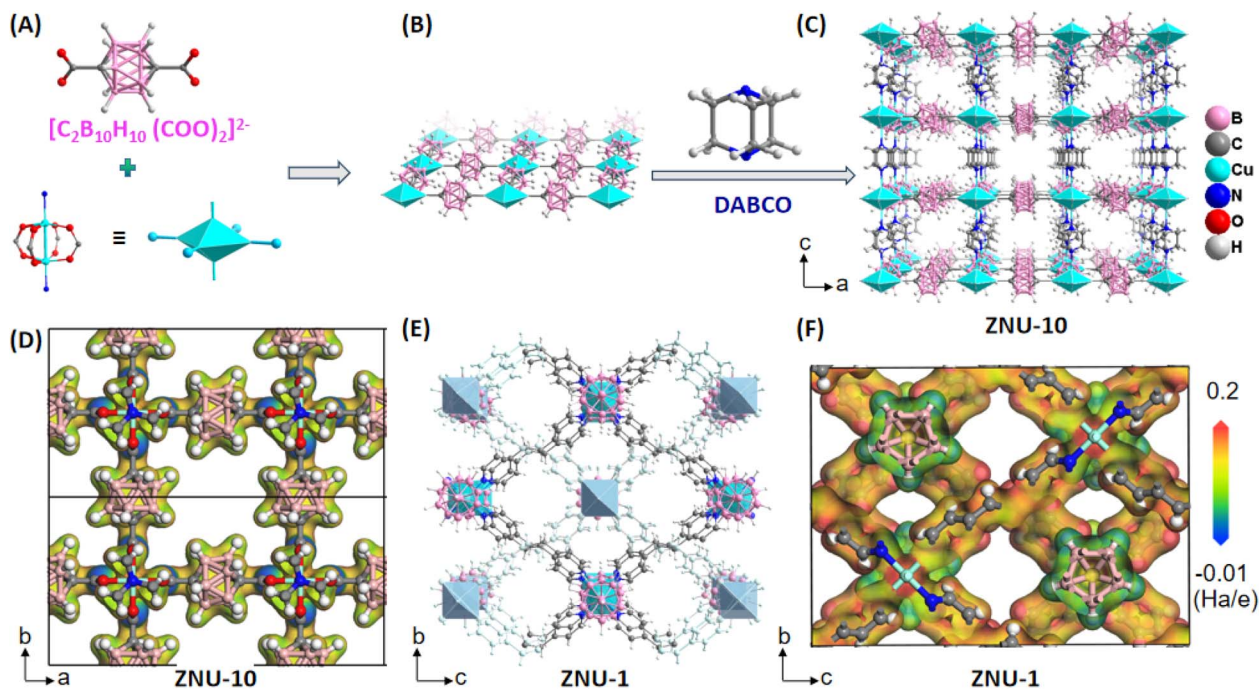 (A)
[C₂B₁₀H₁₀ (COO)₂]²⁻
+
≡
(B)
DABCO
(C)
c
a
ZNU-10
B
C
Cu
N
O
H
(D)
b
a
ZNU-10
(E)
b
c
ZNU-1
(F)
b
c
ZNU-1
0.2
-0.01
(Ha/e)